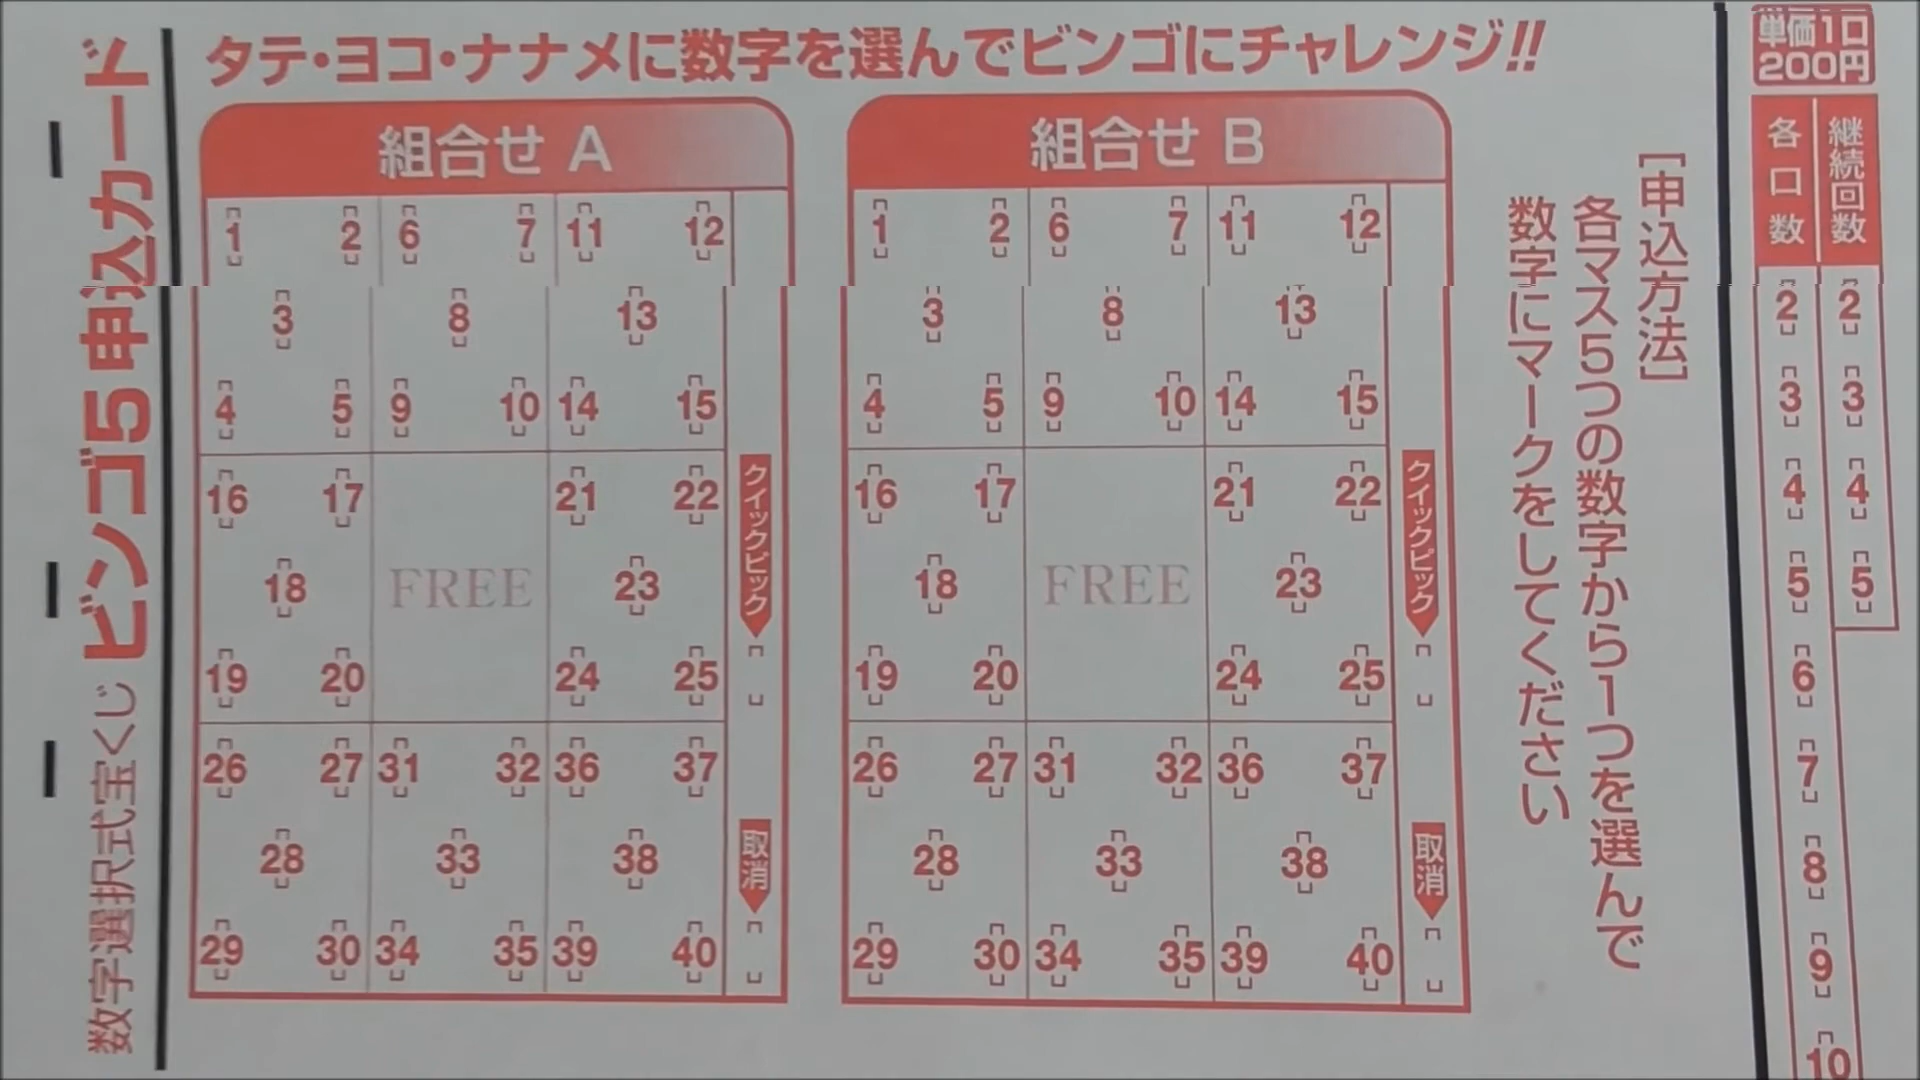 数字選択式宝くじ ビンゴ5申込カード
タテ・ヨコ・ナナメに数字を選んでビンゴにチャレンジ!!
組合せ A
1 2 6 7 11 12
3 8 13
4 5 9 10 14 15
16 17 21 22
18 FREE 23
19 20 24 25
26 27 31 32 36 37
28 33 38
29 30 34 35 39 40
クイックピック
取消
組合せ B
1 2 6 7 11 12
3 8 13
4 5 9 10 14 15
16 17 21 22
18 FREE 23
19 20 24 25
26 27 31 32 36 37
28 33 38
29 30 34 35 39 40
クイックピック
取消
[申込方法]
各マス5つの数字から1つを選んで
数字にマークをしてください
単価1口
200円
各口数
2
3
4
5
6
7
8
9
10
継続回数
2
3
4
5